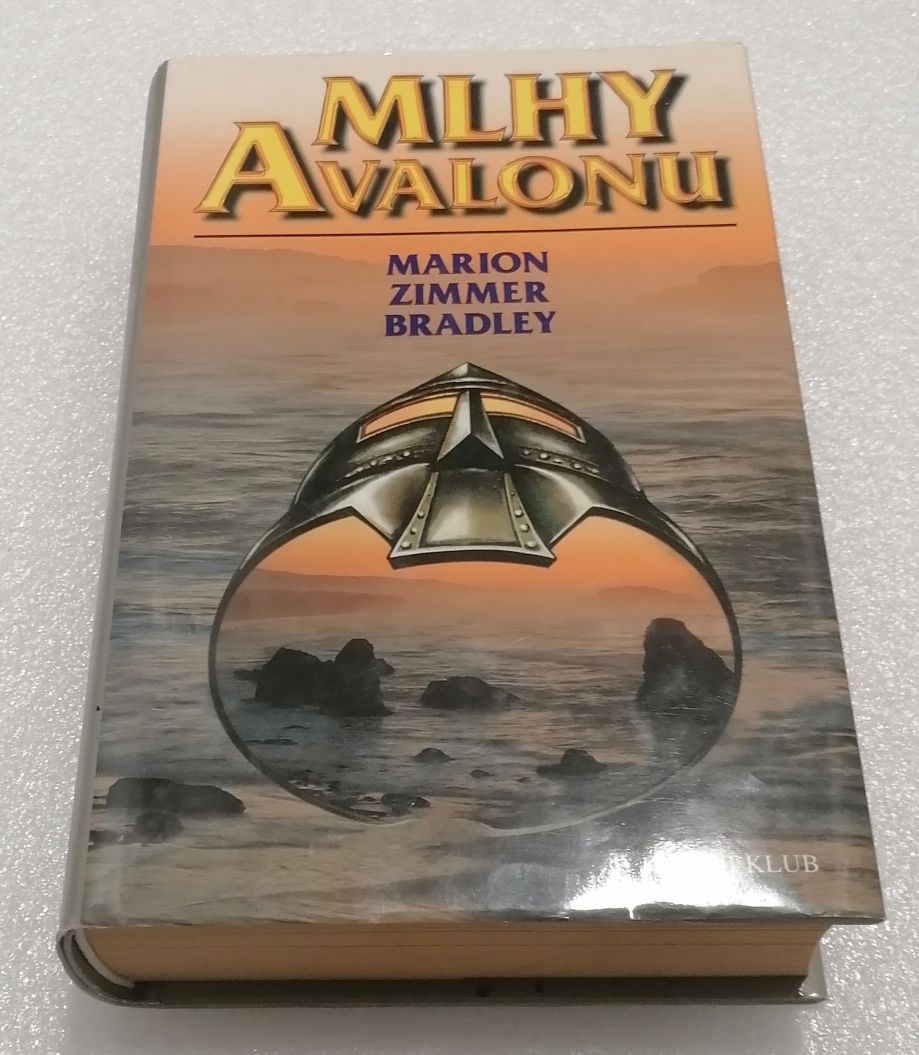 MLHY
AVALONU
MARION
ZIMMER
BRADLEY
KLUB